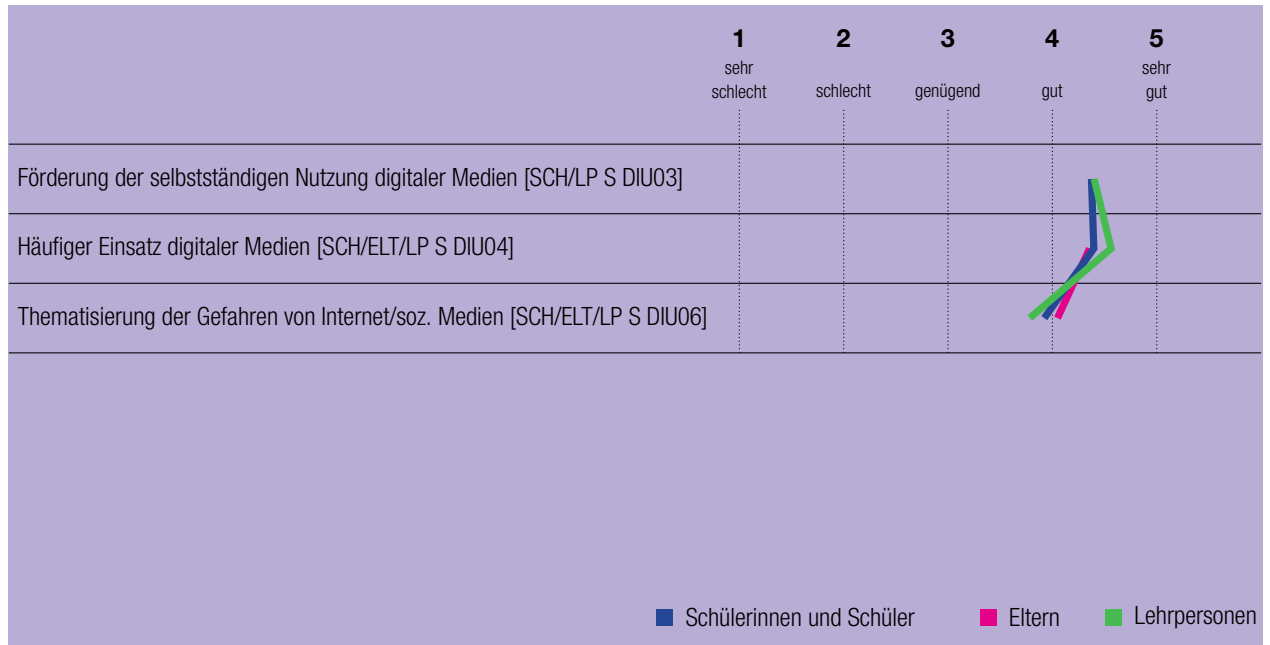 1 2 3 4 5
sehr schlecht schlecht genügend gut sehr gut
Förderung der selbstständigen Nutzung digitaler Medien [SCH/LP S DIU03]
Häufiger Einsatz digitaler Medien [SCH/ELT/LP S DIU04]
Thematisierung der Gefahren von Internet/soz. Medien [SCH/ELT/LP S DIU06]
Schülerinnen und Schüler Eltern Lehrpersonen